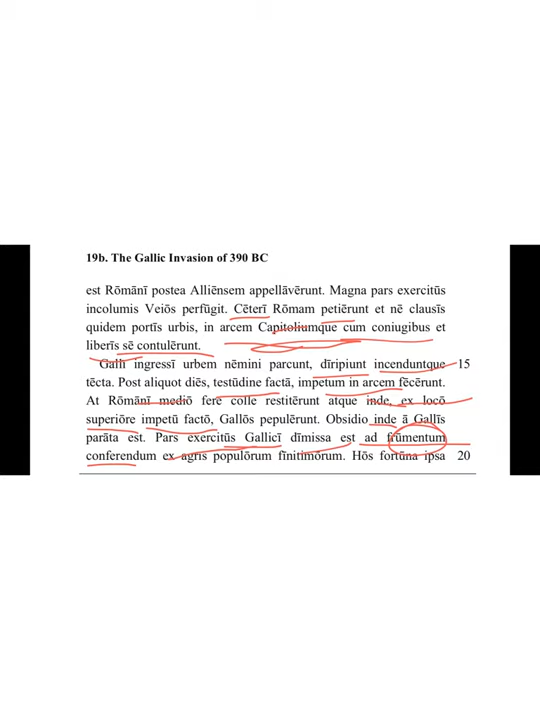 19b. The Gallic Invasion of 390 BC
est Rōmānī postea Alliēnsem appellāvērunt. Magna pars exercitūs
incolumis Veiōs perfūgit. Cēterī Rōmam petiērunt et nē clausīs
quidem portīs urbis, in arcem Capitōliumque cum coniugibus et
līberīs sē contulērunt.
Gallī ingressī urbem nēminī parcunt, dīripiunt incenduntque 15
tēcta. Post aliquot diēs, testūdine factā, impetum in arcem fēcērunt.
At Rōmānī mediō ferē colle restitērunt atque inde, ex locō
superiōre impetū factō, Gallōs pepulērunt. Obsidio inde ā Gallīs
parāta est. Pars exercitūs Gallicī dīmissa est ad frūmentum
cōnferendum ex agrīs populōrum fīnitimōrum. Hōs fortūna ipsa 20